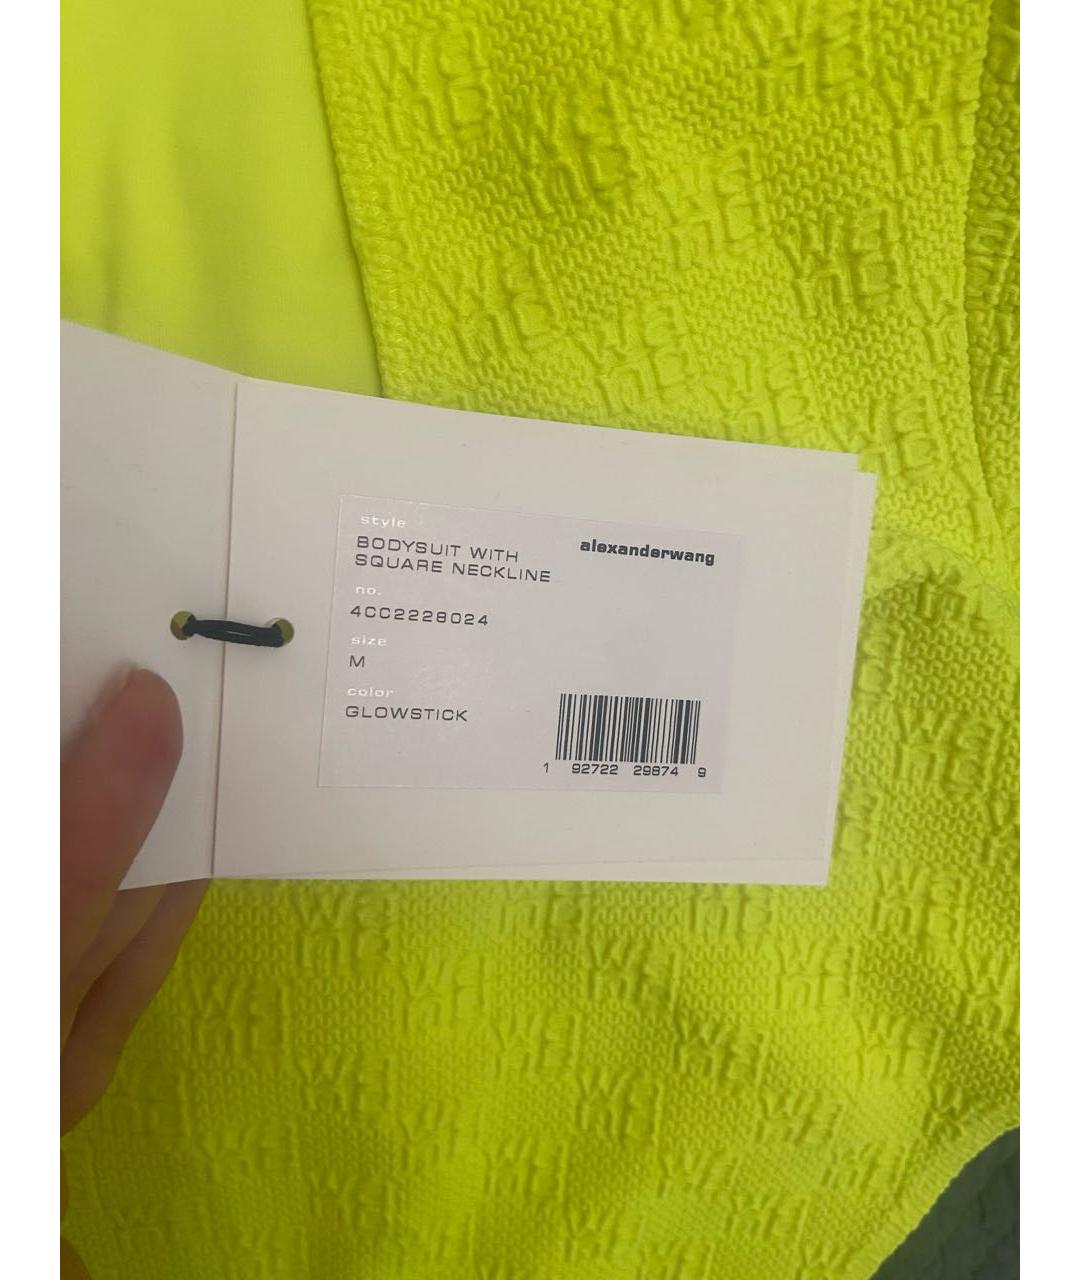 style
BODYSUIT WITH
SQUARE NECKLINE
alexanderwang
no.
4CC2228024
size
M
color
GLOWSTICK
1 92722 29874 9